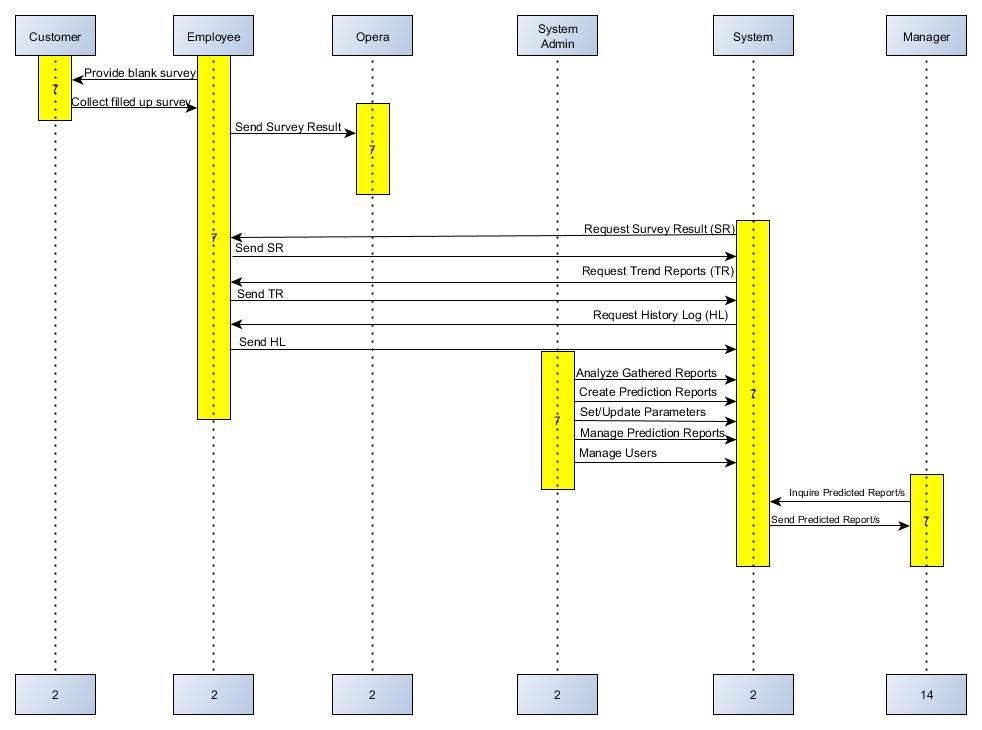 Customer
Employee
Opera
System
Admin
System
Manager
Provide blank survey
7
Collect filled up survey
Send Survey Result
7
Request Survey Result (SR)
7
Send SR
Request Trend Reports (TR)
Send TR
Request History Log (HL)
Send HL
Analyze Gathered Reports
Create Prediction Reports
7
Set/Update Parameters
7
Manage Prediction Reports
Manage Users
Inquire Predicted Report/s
Send Predicted Report/s
7
2
2
2
2
2
14